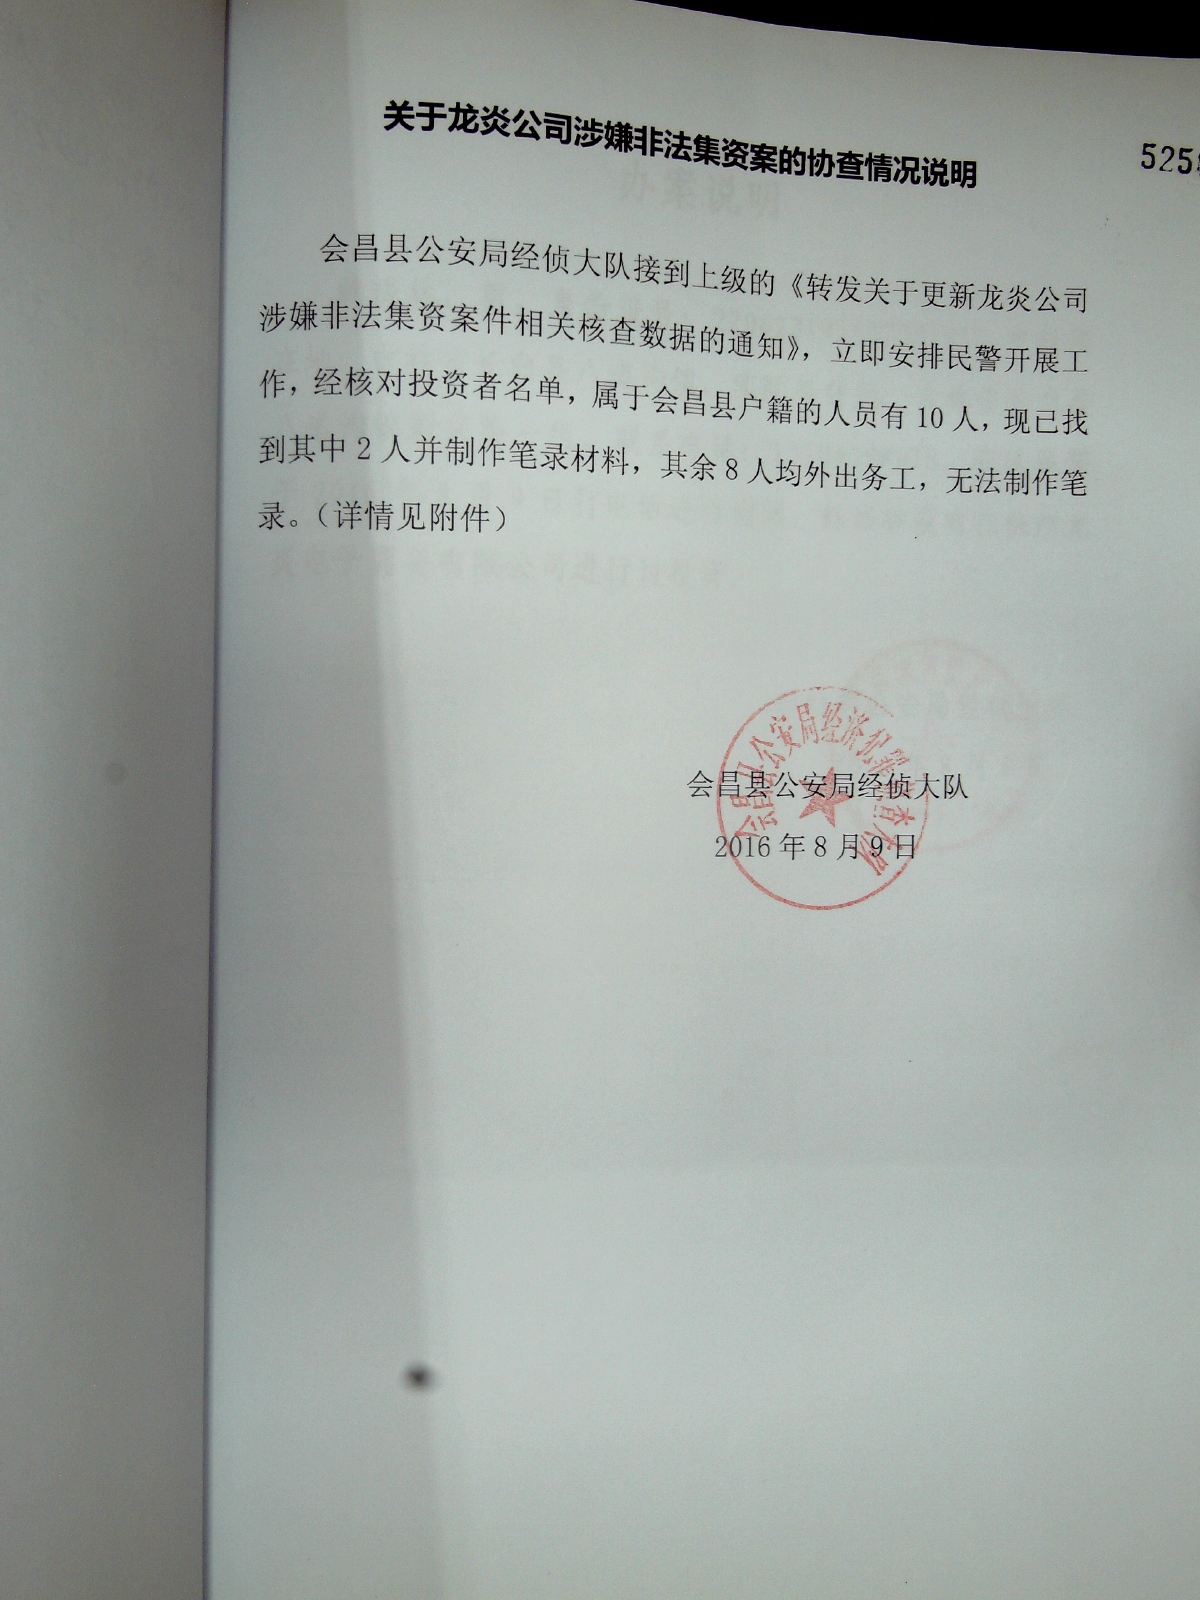 关于龙炎公司涉嫌非法集资案的协查情况说明
525
会昌县公安局经侦大队接到上级的《转发关于更新龙炎公司
涉嫌非法集资案件相关核查数据的通知》，立即安排民警开展工
作，经核对投资者名单，属于会昌县户籍的人员有10人，现已找
到其中2人并制作笔录材料，其余8人均外出务工，无法制作笔
录。（详情见附件）
会昌县公安局经济犯罪侦查大队
会昌县公安局经侦大队
2016年8月9日
办案说明